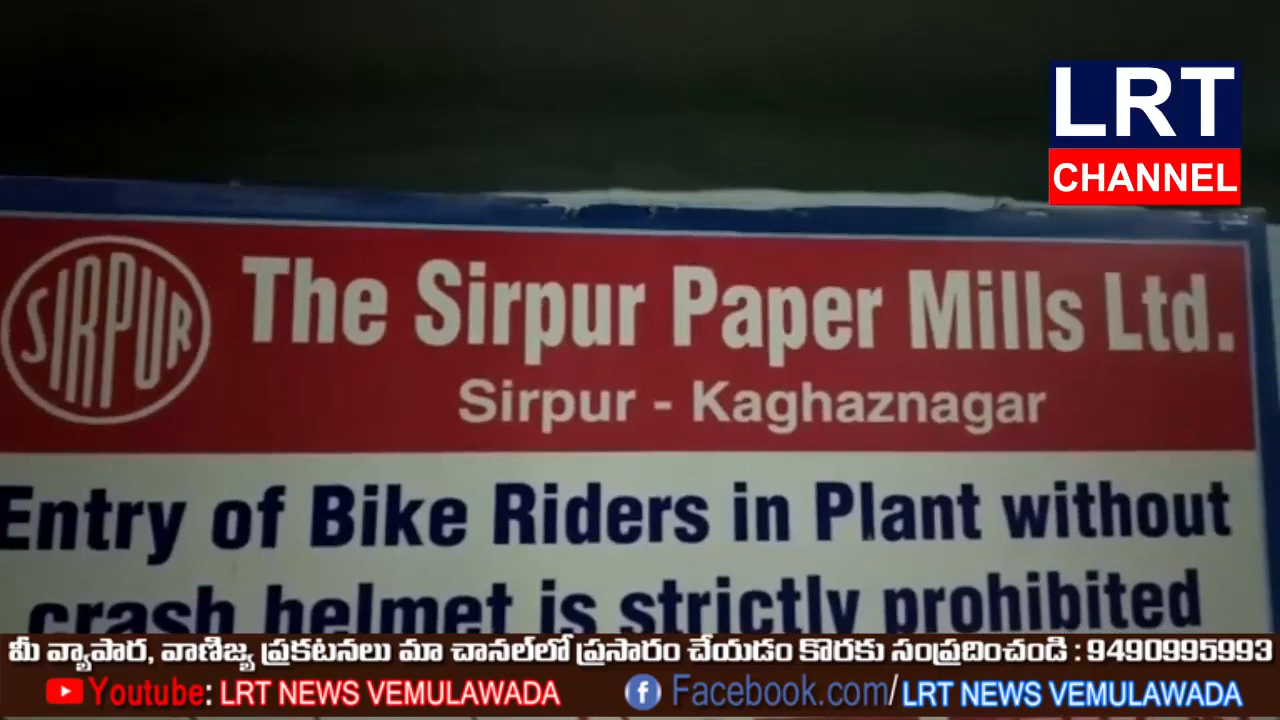 LRT
CHANNEL
SIRPUR
The Sirpur Paper Mills Ltd.
Sirpur - Kaghaznagar
Entry of Bike Riders in Plant without
crash helmet is strictly prohibited
మీ వ్యాపార, వాణిజ్య ప్రకటనలు మా చానల్‌లో ప్రసారం చేయడం కొరకు సంప్రదించండి : 9490995993
Youtube: LRT NEWS VEMULAWADA
Facebook.com/ LRT NEWS VEMULAWADA